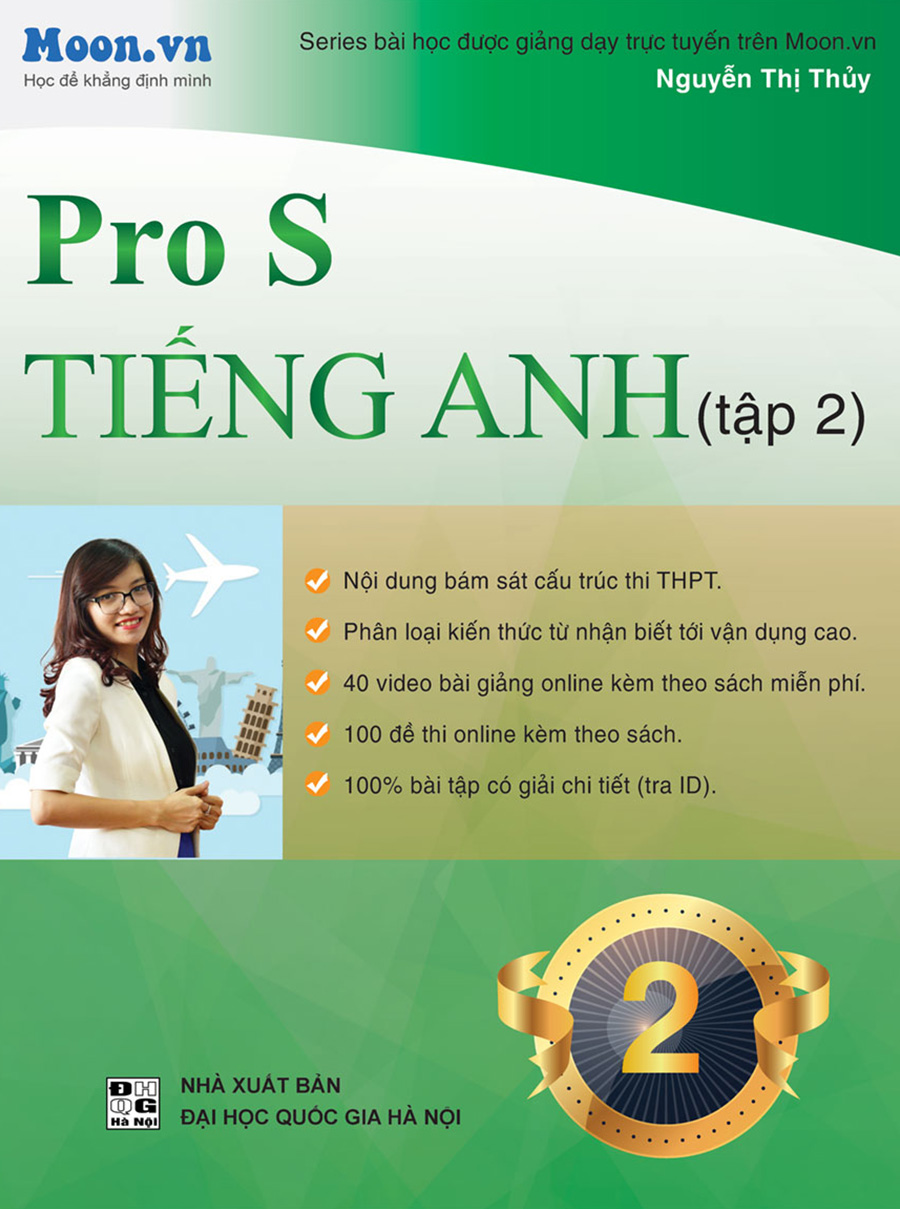 Moon.vn
Học để khẳng định mình
Series bài học được giảng dạy trực tuyến trên Moon.vn
Nguyễn Thị Thủy
Pro S
TIẾNG ANH (tập 2)
Nội dung bám sát cấu trúc thi THPT.
Phân loại kiến thức từ nhận biết tới vận dụng cao.
40 video bài giảng online kèm theo sách miễn phí.
100 đề thi online kèm theo sách.
100% bài tập có giải chi tiết (tra ID).
2
ĐHQG Hà Nội
NHÀ XUẤT BẢN
ĐẠI HỌC QUỐC GIA HÀ NỘI